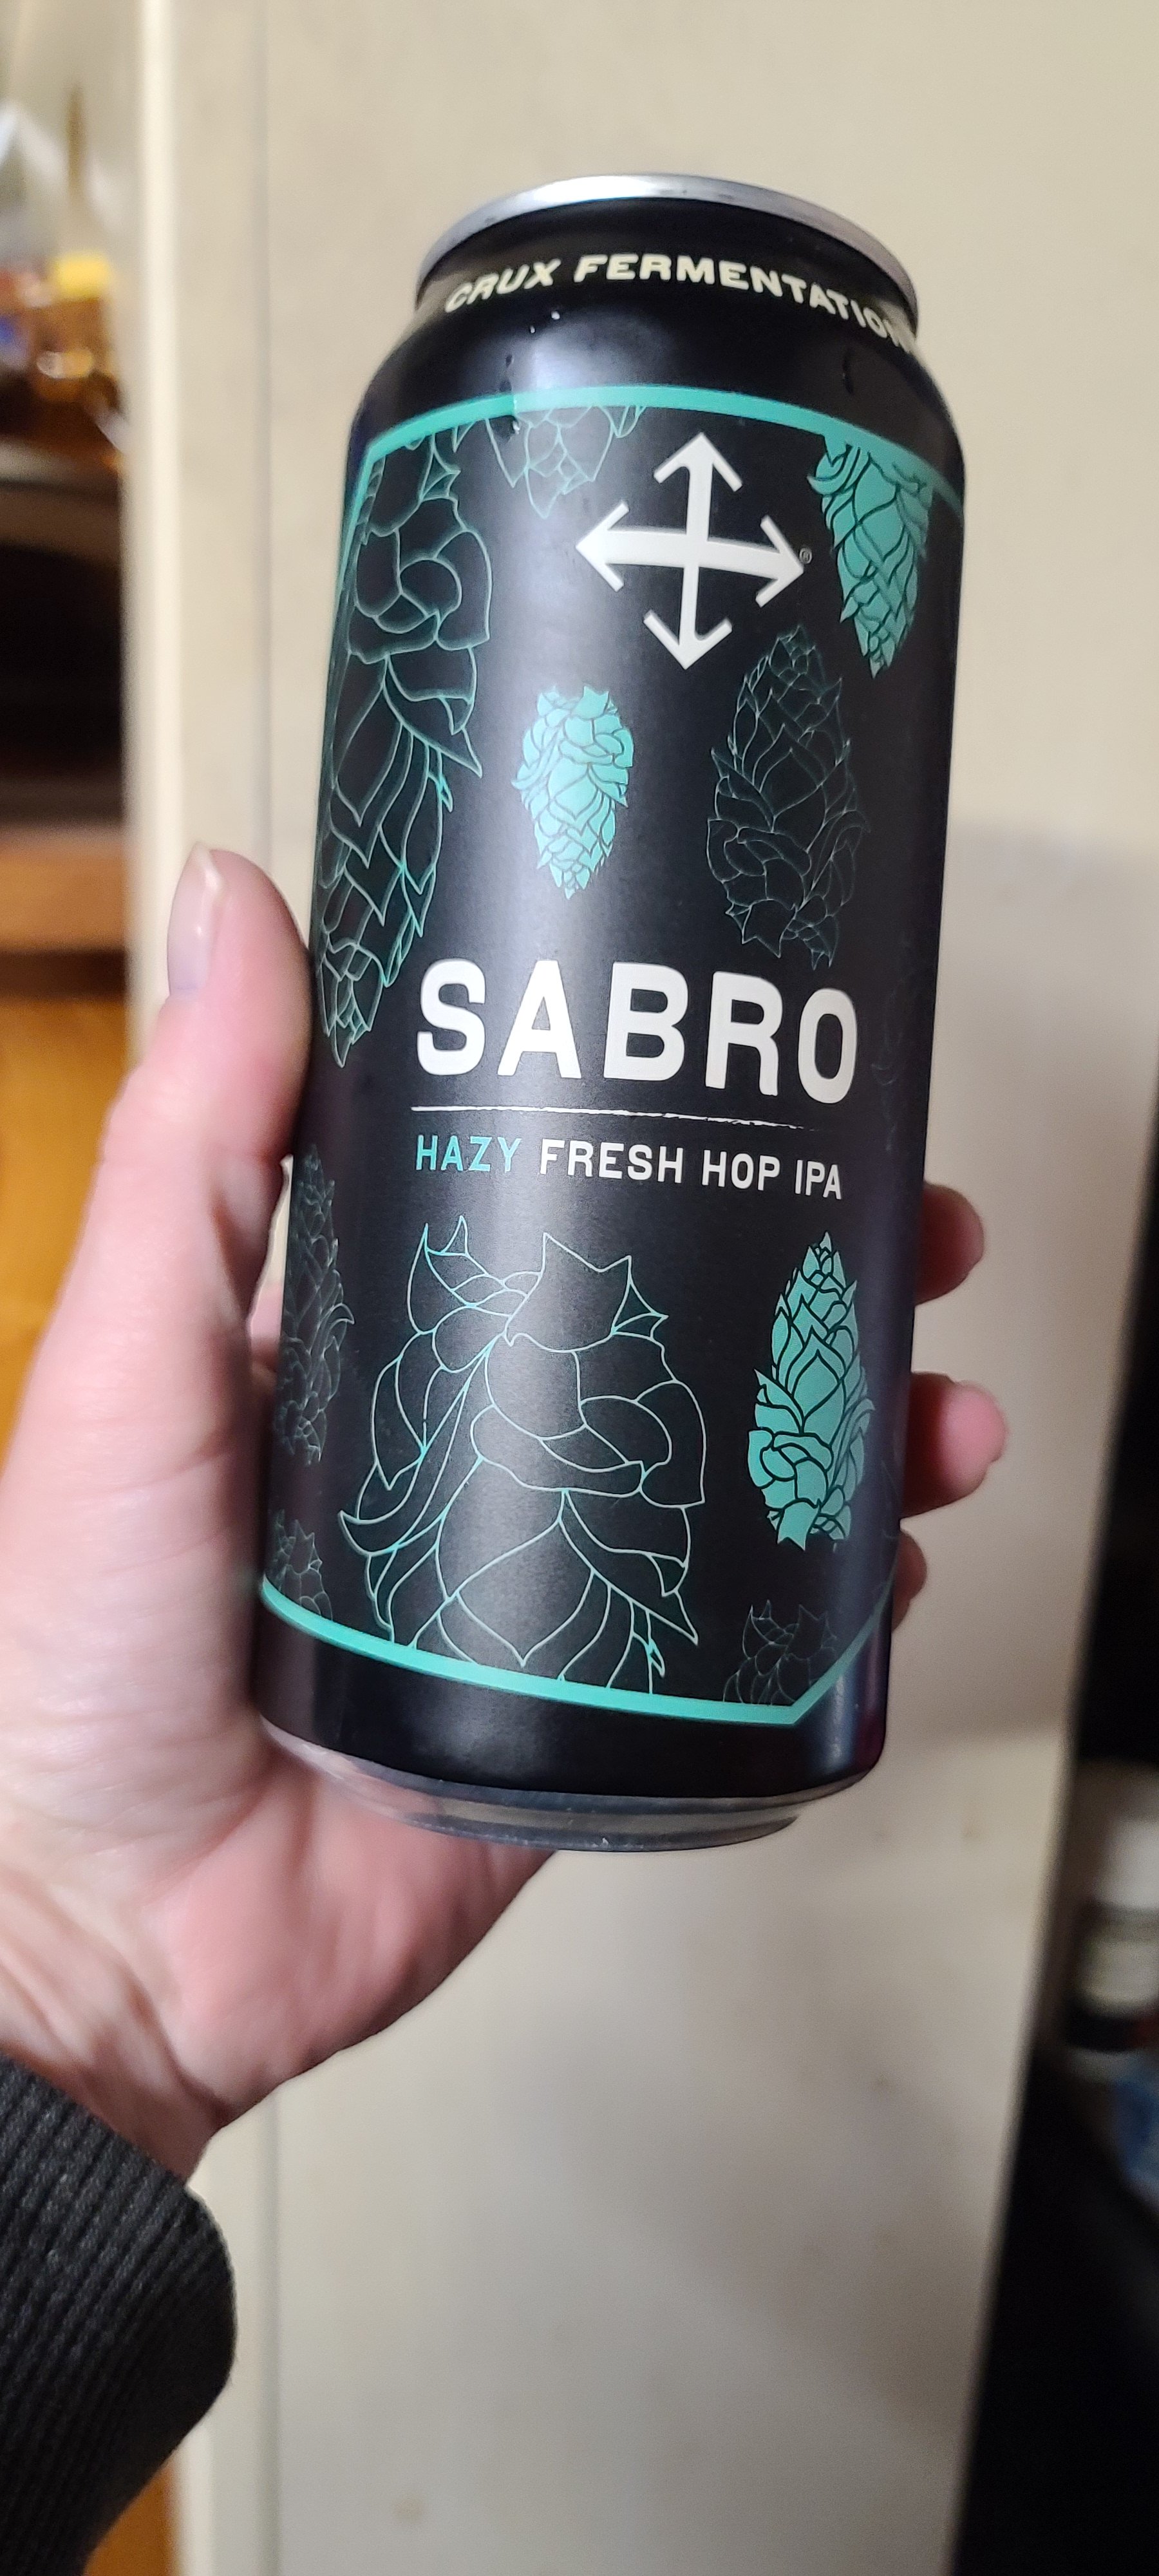 CRUX FERMENTATION
®
SABRO
HAZY FRESH HOP IPA